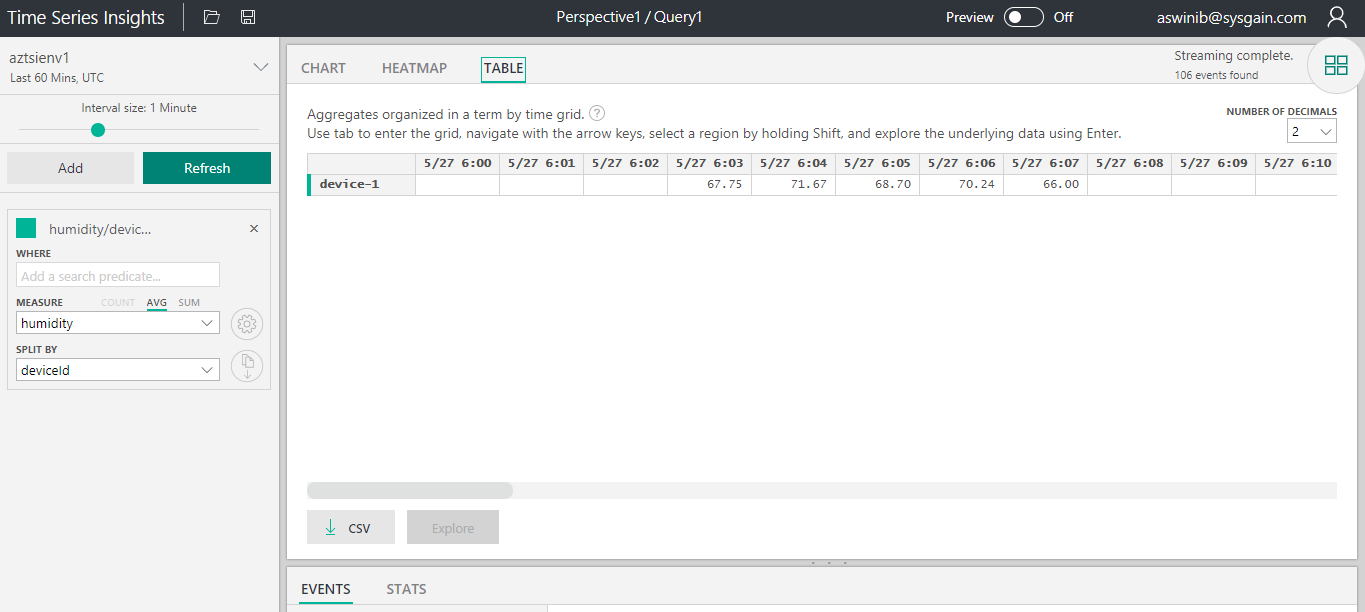 Time Series Insights
Perspective1 / Query1
Preview Off
aswinib@sysgain.com
aztsienv1
Last 60 Mins, UTC
Interval size: 1 Minute
Add Refresh
humidity/devic... ×
WHERE
Add a search predicate...
MEASURE COUNT AVG SUM
humidity
SPLIT BY
deviceId
CHART HEATMAP TABLE
Streaming complete.
106 events found
Aggregates organized in a term by time grid. ?
Use tab to enter the grid, navigate with the arrow keys, select a region by holding Shift, and explore the underlying data using Enter.
NUMBER OF DECIMALS
2
5/27 6:00 5/27 6:01 5/27 6:02 5/27 6:03 5/27 6:04 5/27 6:05 5/27 6:06 5/27 6:07 5/27 6:08 5/27 6:09 5/27 6:10
device-1 67.75 71.67 68.70 70.24 66.00
CSV Explore
EVENTS STATS